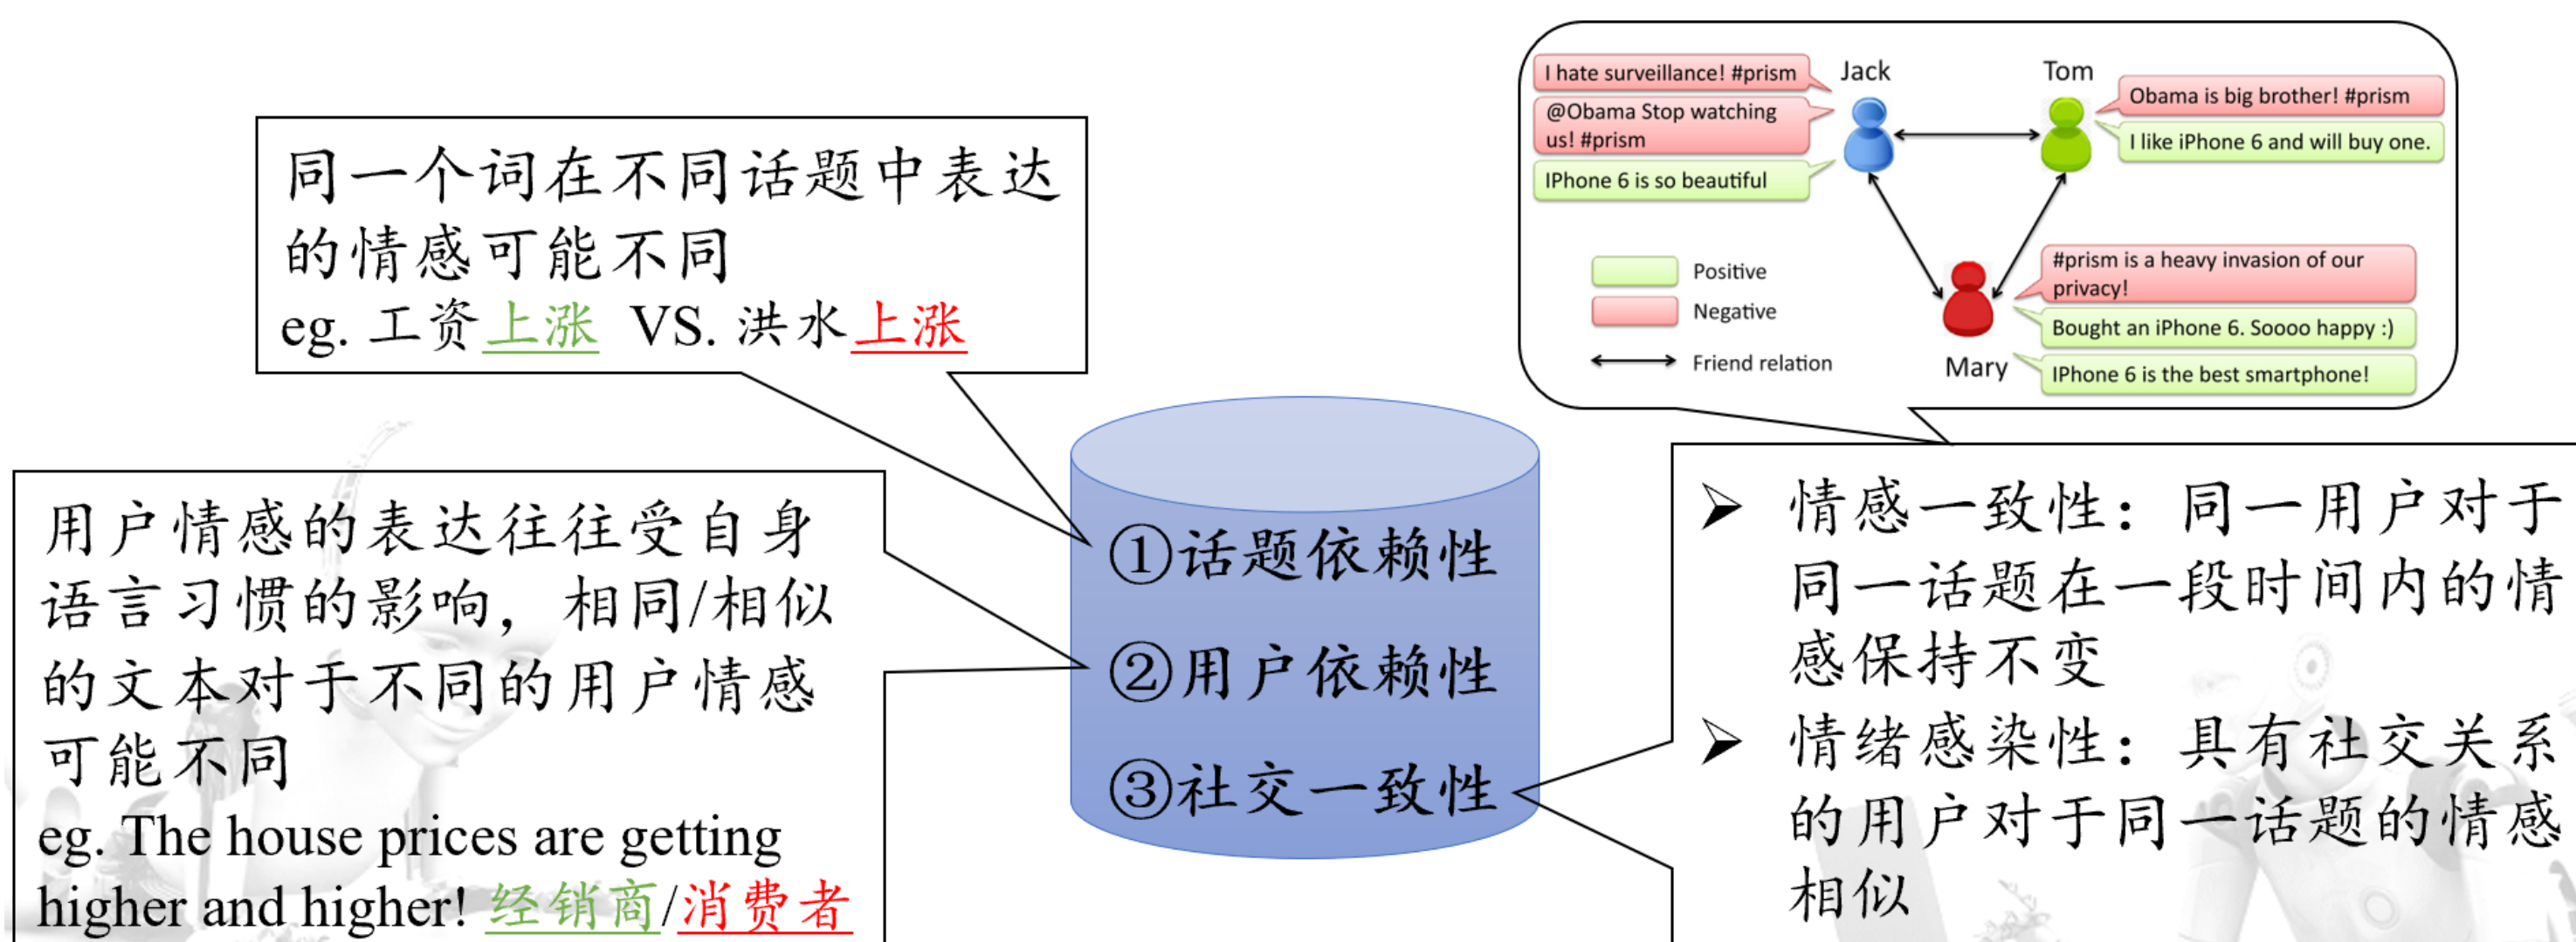 同一个词在不同话题中表达
的情感可能不同
eg. 工资上涨 VS. 洪水上涨
用户情感的表达往往受自身
语言习惯的影响，相同/相似
的文本对于不同的用户情感
可能不同
eg. The house prices are getting
higher and higher! 经销商/消费者
①话题依赖性
②用户依赖性
③社交一致性
I hate surveillance! #prism
@Obama Stop watching
us! #prism
IPhone 6 is so beautiful
Jack
Tom
Obama is big brother! #prism
I like iPhone 6 and will buy one.
Positive
Negative
Friend relation
Mary
#prism is a heavy invasion of our
privacy!
Bought an iPhone 6. Soooo happy :)
IPhone 6 is the best smartphone!
➢ 情感一致性：同一用户对于
同一话题在一段时间内的情
感保持不变
➢ 情绪感染性：具有社交关系
的用户对于同一话题的情感
相似